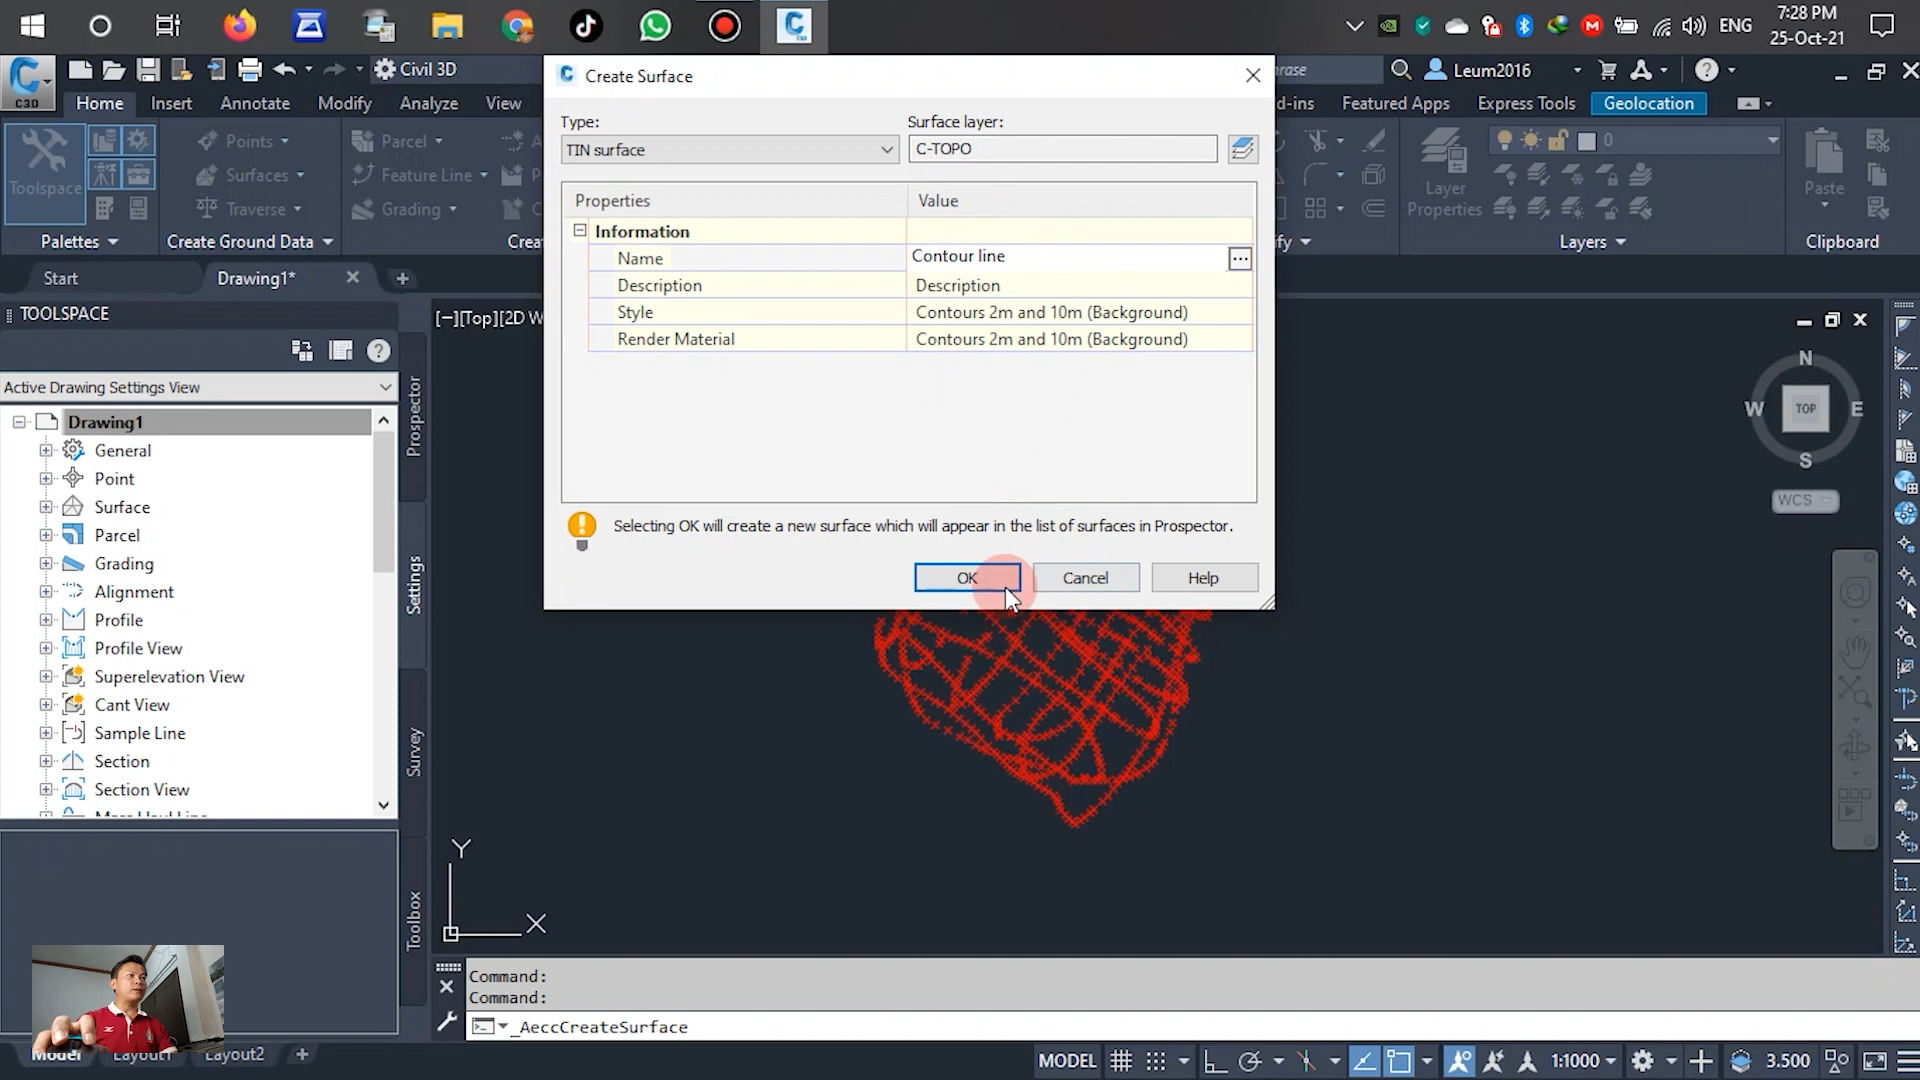 ENG
7:28 PM
25-Oct-21
C3D
Civil 3D
Leum2016
Home
Insert
Annotate
Modify
Analyze
View
Featured Apps
Express Tools
Geolocation
Toolspace
Points
Surfaces
Traverse
Parcel
Feature Line
Grading
Layer
Properties
0
Paste
Palettes
Create Ground Data
Layers
Clipboard
Start
Drawing1*
Create Surface
Type:
Surface layer:
TIN surface
C-TOPO
Properties
Value
Information
Name
Contour line
...
Description
Description
Style
Contours 2m and 10m (Background)
Render Material
Contours 2m and 10m (Background)
Selecting OK will create a new surface which will appear in the list of surfaces in Prospector.
OK
Cancel
Help
TOOLSPACE
Active Drawing Settings View
Drawing1
General
Point
Surface
Parcel
Grading
Alignment
Profile
Profile View
Superelevation View
Cant View
Sample Line
Section
Section View
Prospector
Settings
Survey
Toolbox
[−][Top][2D W
N
W
TOP
E
S
WCS
Y
X
Command:
Command:
_AeccCreateSurface
Model
Layout1
Layout2
MODEL
1:1000
3.500